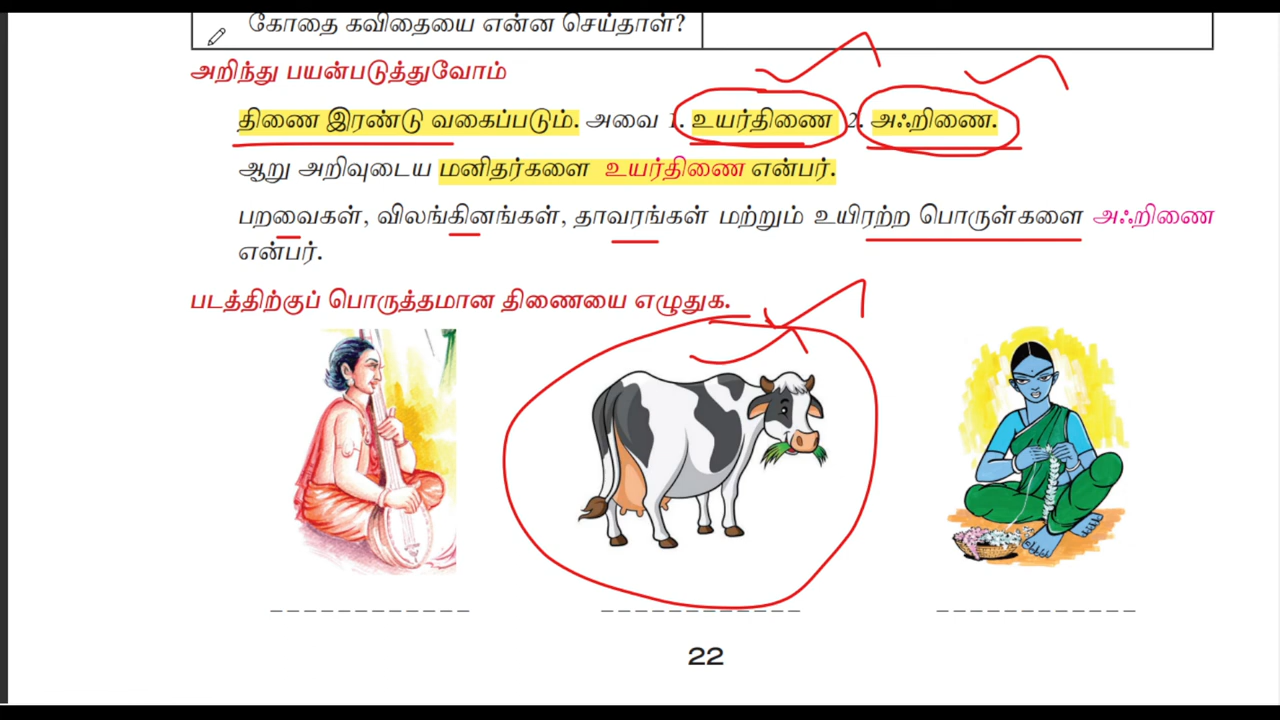 கோதை கவிதையை என்ன செய்தாள்?
அறிந்து பயன்படுத்துவோம்
திணை இரண்டு வகைப்படும். அவை 1. உயர்திணை 2. அஃறிணை.
ஆறு அறிவுடைய மனிதர்களை உயர்திணை என்பர்.
பறவைகள், விலங்கினங்கள், தாவரங்கள் மற்றும் உயிரற்ற பொருள்களை அஃறிணை
என்பர்.
படத்திற்குப் பொருத்தமான திணையை எழுதுக.
22